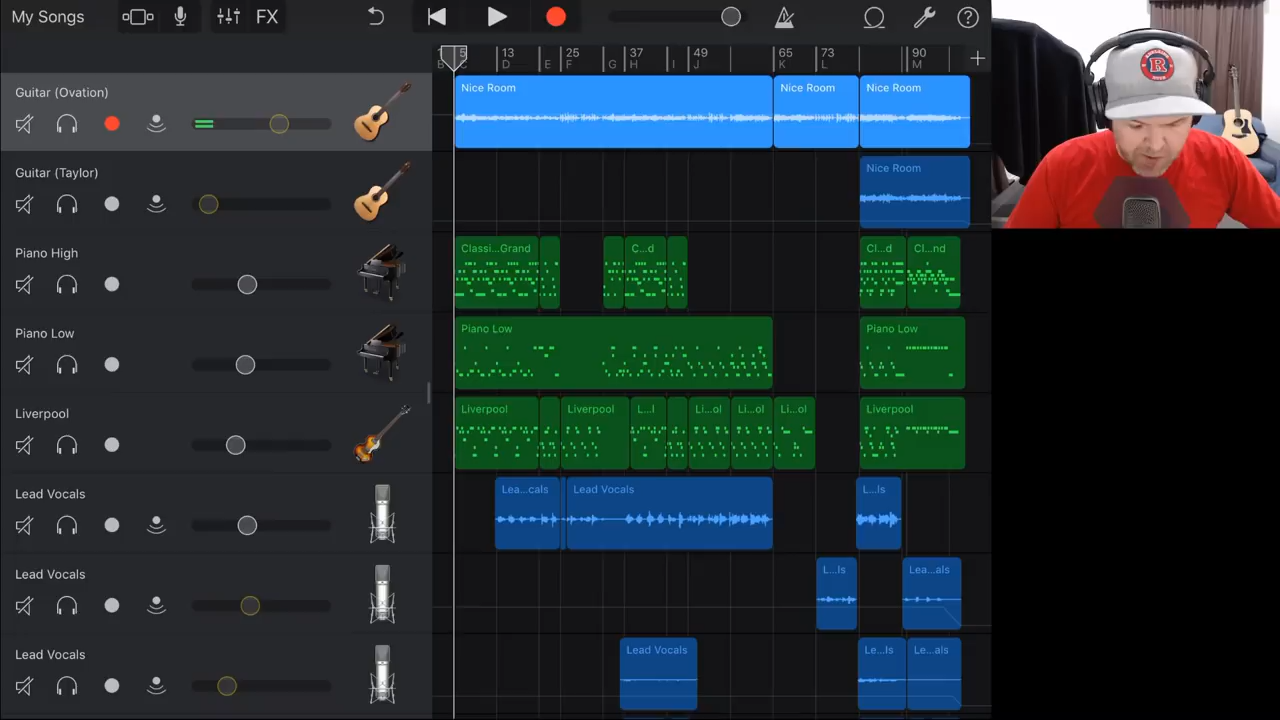 My Songs
FX
?
5 13 25 37 49 65 73 90
B C D E F G H I J K L M +
Guitar (Ovation)
Nice Room Nice Room Nice Room
Guitar (Taylor)
Nice Room
Piano High
Classi...Grand C...d Cl...d Cl...nd
Piano Low
Piano Low Piano Low
Liverpool
Liverpool Liverpool L...l Li...ol Li...ol Li...ol Liverpool
Lead Vocals
Lea...cals Lead Vocals L...ls
Lead Vocals
L...ls Lea...als
Lead Vocals
Lead Vocals Le...ls Le...als
R